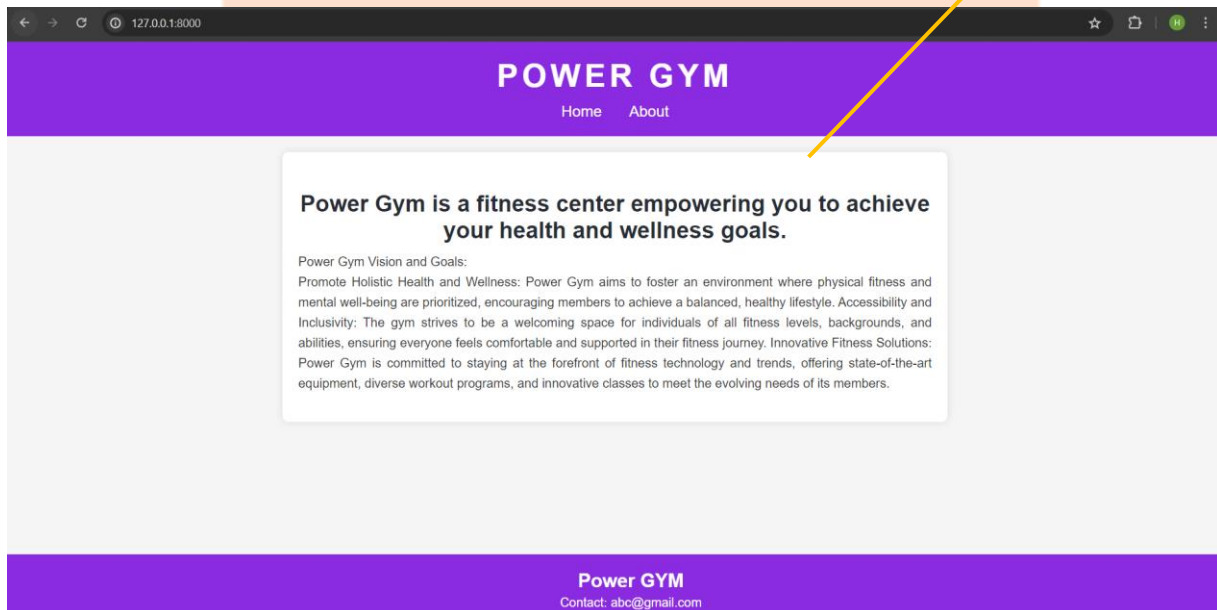 127.0.0.1:8000
H
POWER GYM
Home About
Power Gym is a fitness center empowering you to achieve
your health and wellness goals.
Power Gym Vision and Goals:
Promote Holistic Health and Wellness: Power Gym aims to foster an environment where physical fitness and
mental well-being are prioritized, encouraging members to achieve a balanced, healthy lifestyle. Accessibility and
Inclusivity: The gym strives to be a welcoming space for individuals of all fitness levels, backgrounds, and
abilities, ensuring everyone feels comfortable and supported in their fitness journey. Innovative Fitness Solutions:
Power Gym is committed to staying at the forefront of fitness technology and trends, offering state-of-the-art
equipment, diverse workout programs, and innovative classes to meet the evolving needs of its members.
Power GYM
Contact: abc@gmail.com